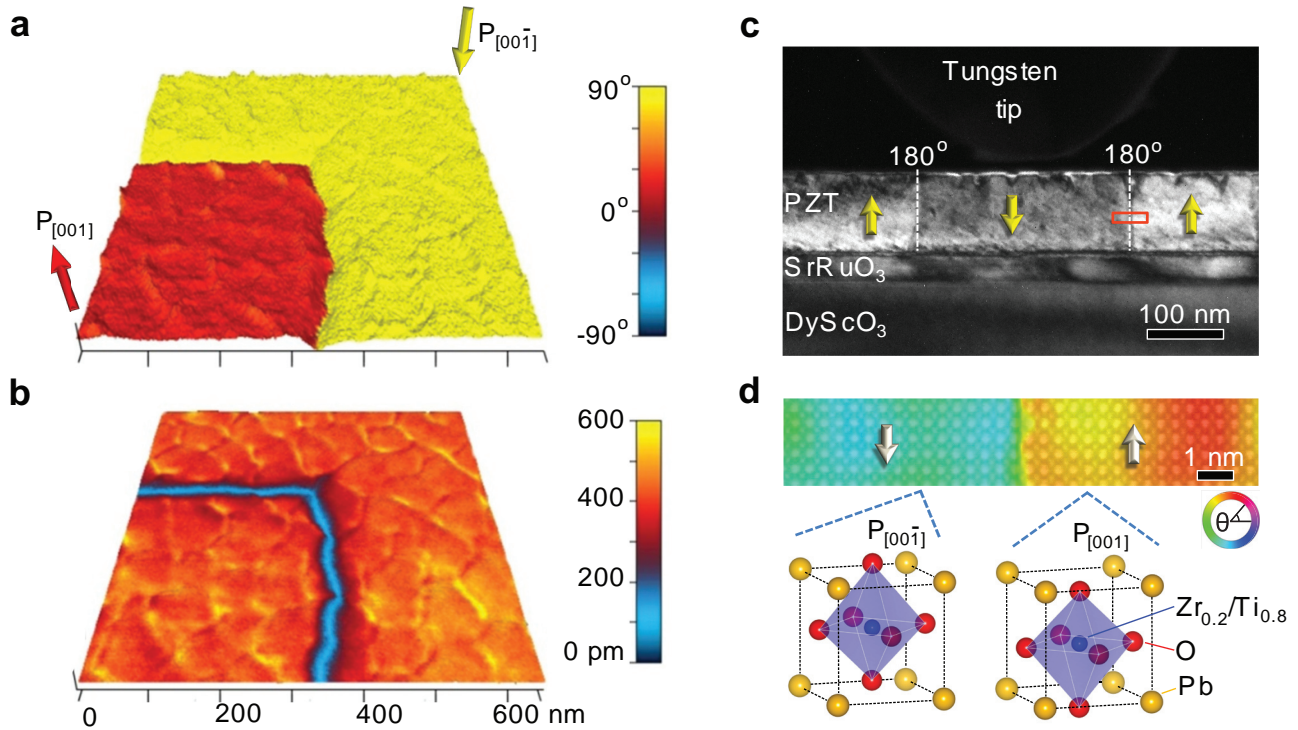 a
P[001̄]
90°
0°
-90°
P[001]
b
600
400
200
0 pm
0
200
400
600 nm
c
Tungsten
tip
180°
180°
PZT
SrRuO₃
DyScO₃
100 nm
d
1 nm
θ
P[001̄]
P[001]
Zr₀.₂/Ti₀.₈
O
Pb